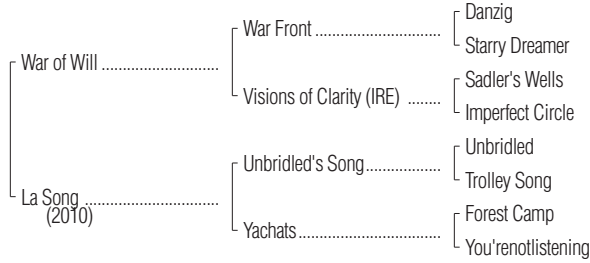 Danzig
War Front
Starry Dreamer
War of Will
Sadler's Wells
Visions of Clarity (IRE)
Imperfect Circle
Unbridled
Unbridled's Song
Trolley Song
La Song
(2010)
Forest Camp
Yachats
You'renotlistening